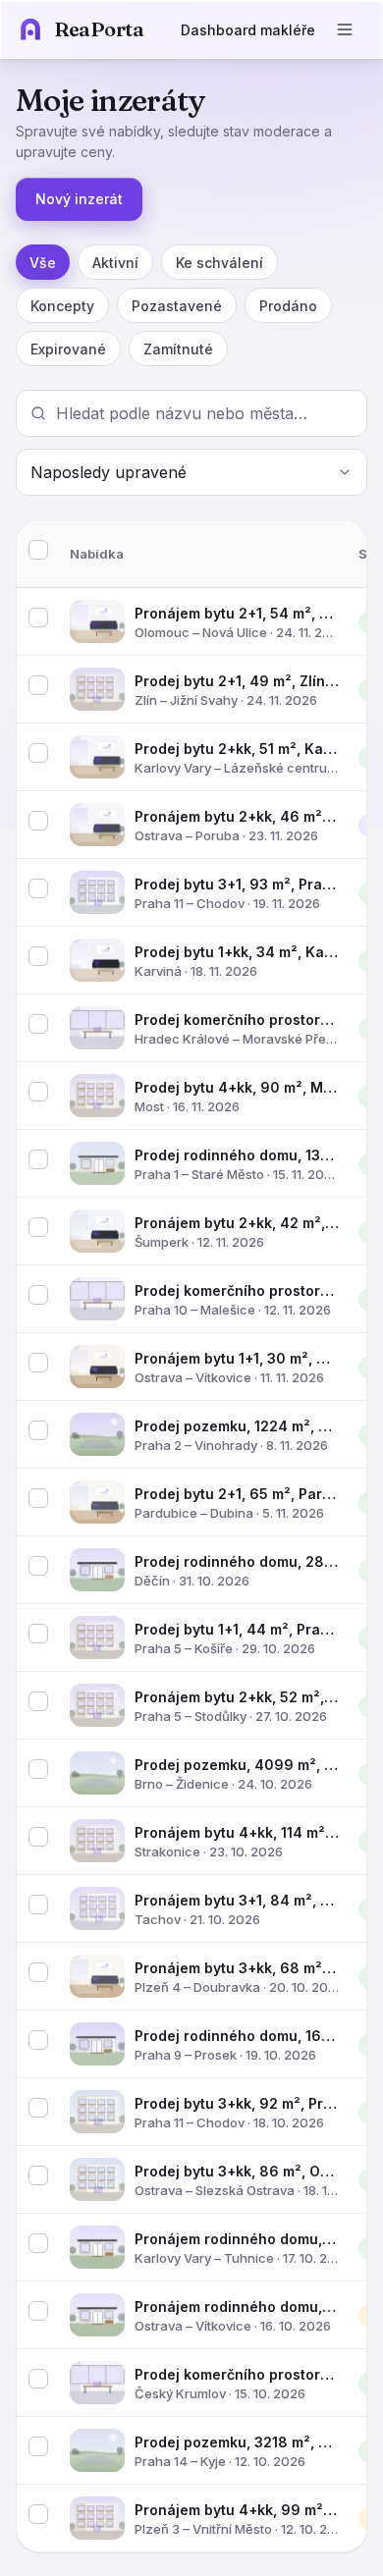 ReaPorta
Dashboard makléře
Moje inzeráty
Spravujte své nabídky, sledujte stav moderace a
upravujte ceny.
Nový inzerát
Vše
Aktivní
Ke schválení
Koncepty
Pozastavené
Prodáno
Expirované
Zamítnuté
Hledat podle názvu nebo města…
Naposledy upravené
Nabídka
S
Pronájem bytu 2+1, 54 m², …
Olomouc – Nová Ulice · 24. 11. 2…
Prodej bytu 2+1, 49 m², Zlín…
Zlín – Jižní Svahy · 24. 11. 2026
Prodej bytu 2+kk, 51 m², Ka…
Karlovy Vary – Lázeňské centru…
Pronájem bytu 2+kk, 46 m²…
Ostrava – Poruba · 23. 11. 2026
Prodej bytu 3+1, 93 m², Pra…
Praha 11 – Chodov · 19. 11. 2026
Prodej bytu 1+kk, 34 m², Ka…
Karviná · 18. 11. 2026
Prodej komerčního prostor…
Hradec Králové – Moravské Pře…
Prodej bytu 4+kk, 90 m², M…
Most · 16. 11. 2026
Prodej rodinného domu, 13…
Praha 1 – Staré Město · 15. 11. 20…
Pronájem bytu 2+kk, 42 m²,…
Šumperk · 12. 11. 2026
Prodej komerčního prostor…
Praha 10 – Malešice · 12. 11. 2026
Pronájem bytu 1+1, 30 m², …
Ostrava – Vítkovice · 11. 11. 2026
Prodej pozemku, 1224 m², …
Praha 2 – Vinohrady · 8. 11. 2026
Prodej bytu 2+1, 65 m², Par…
Pardubice – Dubina · 5. 11. 2026
Prodej rodinného domu, 28…
Děčín · 31. 10. 2026
Prodej bytu 1+1, 44 m², Pra…
Praha 5 – Košíře · 29. 10. 2026
Pronájem bytu 2+kk, 52 m²,…
Praha 5 – Stodůlky · 27. 10. 2026
Prodej pozemku, 4099 m², …
Brno – Židenice · 24. 10. 2026
Pronájem bytu 4+kk, 114 m²…
Strakonice · 23. 10. 2026
Pronájem bytu 3+1, 84 m², …
Tachov · 21. 10. 2026
Pronájem bytu 3+kk, 68 m²…
Plzeň 4 – Doubravka · 20. 10. 20…
Prodej rodinného domu, 16…
Praha 9 – Prosek · 19. 10. 2026
Prodej bytu 3+kk, 92 m², Pr…
Praha 11 – Chodov · 18. 10. 2026
Prodej bytu 3+kk, 86 m², O…
Ostrava – Slezská Ostrava · 18. 1…
Pronájem rodinného domu,…
Karlovy Vary – Tuhnice · 17. 10. 2…
Pronájem rodinného domu,…
Ostrava – Vítkovice · 16. 10. 2026
Prodej komerčního prostor…
Český Krumlov · 15. 10. 2026
Prodej pozemku, 3218 m², …
Praha 14 – Kyje · 12. 10. 2026
Pronájem bytu 4+kk, 99 m²…
Plzeň 3 – Vnitřní Město · 12. 10. 2…